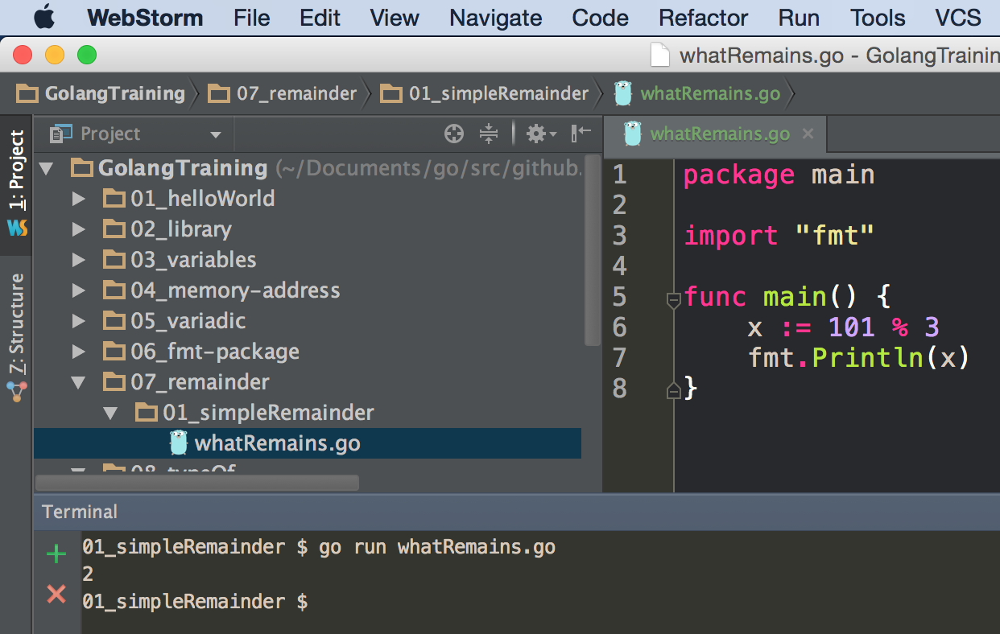 WebStorm File Edit View Navigate Code Refactor Run Tools VCS
whatRemains.go - GolangTrainin
GolangTraining 07_remainder 01_simpleRemainder whatRemains.go
1: Project
Z: Structure
Project
GolangTraining (~/Documents/go/src/github.
01_helloWorld
02_library
03_variables
04_memory-address
05_variadic
06_fmt-package
07_remainder
01_simpleRemainder
whatRemains.go
08_typeOf
whatRemains.go
1 package main
2
3 import "fmt"
4
5 func main() {
6 x := 101 % 3
7 fmt.Println(x)
8 }
Terminal
01_simpleRemainder $ go run whatRemains.go
2
01_simpleRemainder $